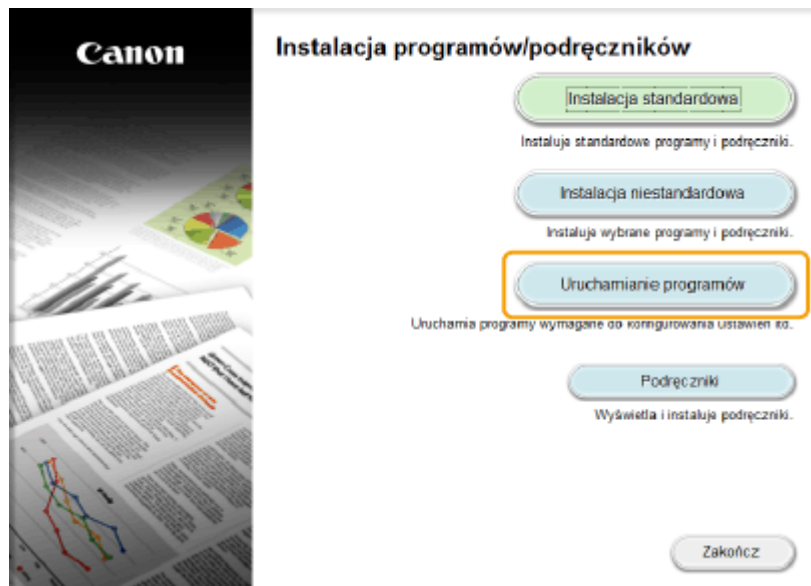 Canon
Instalacja programów/podręczników
Instalacja standardowa
Instaluje standardowe programy i podręczniki.
Instalacja niestandardowa
Instaluje wybrane programy i podręczniki.
Uruchamianie programów
Uruchamia programy wymagane do konfigurowania ustawień itd.
Podręczniki
Wyświetla i instaluje podręczniki.
Zakończ